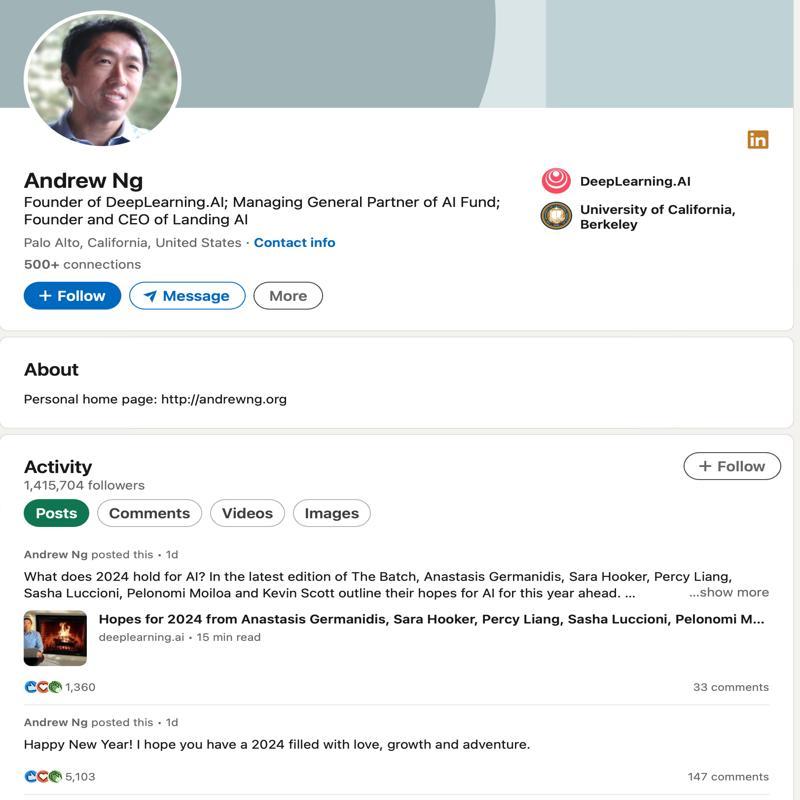 in
Andrew Ng
Founder of DeepLearning.AI; Managing General Partner of AI Fund;
Founder and CEO of Landing AI
DeepLearning.AI
University of California,
Berkeley
Palo Alto, California, United States · Contact info
500+ connections
+ Follow
Message
More
About
Personal home page: http://andrewng.org
Activity
1,415,704 followers
+ Follow
Posts
Comments
Videos
Images
Andrew Ng posted this • 1d
What does 2024 hold for AI? In the latest edition of The Batch, Anastasis Germanidis, Sara Hooker, Percy Liang,
Sasha Luccioni, Pelonomi Moiloa and Kevin Scott outline their hopes for AI for this year ahead. ... ...show more
Hopes for 2024 from Anastasis Germanidis, Sara Hooker, Percy Liang, Sasha Luccioni, Pelonomi M...
deeplearning.ai • 15 min read
1,360
33 comments
Andrew Ng posted this • 1d
Happy New Year! I hope you have a 2024 filled with love, growth and adventure.
5,103
147 comments